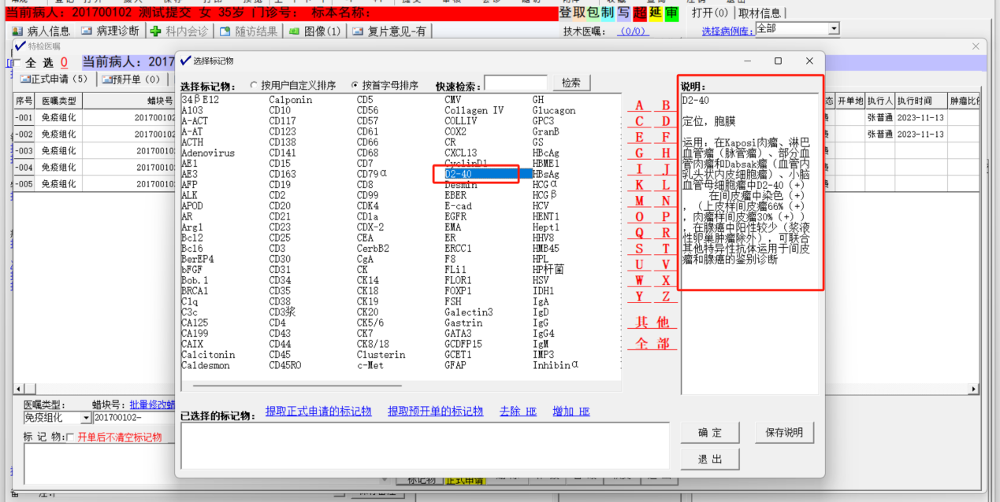 当前病人: 201700102 测试提交 女 35岁 门诊号: 标本名称:
登取包制写超延审
打开(O) 取材信息
病人信息 病理诊断 科内会诊 随访结果 图像(1) 复片意见-有
技术医嘱: (0/0) 选择病例库: 全部
特检医嘱
全 选 0 当前病人: 2017
正式申请 (5) 预开单 (0)
序号 医嘱类型 蜡块号
-001 免疫组化 201700102
-002 免疫组化 201700102
-003 免疫组化 20170010
-004 免疫组化 20170010
-005 免疫组化 20170010
态 开单地 执行人 执行时间 肿瘤比例
张普通 2023-11-13
张普通 2023-11-13
医嘱类型: 蜡块号: 批量修改蜡
免疫组化 201700102-
标 记 物: 开单后不清空标记物
选择标记物
选择标记物: 按用户自定义排序 按首字母排序 快速检索: 检索
34βE12 Calponin CD5 CMV GH
A103 CD10 CD56 Collagen IV Glucagon
A-ACT CD117 CD57 COLLIV GPC3
A-AT CD123 CD61 COX2 GranB
ACTH CD138 CD66 CR GS
Adenovirus CD141 CD68 CXCL13 HBcAg
AE1 CD15 CD7 CyclinD1 HBME1
AE3 CD163 CD79α D2-40 HBsAg
AFP CD19 CD8 Desmin HCGα
ALK CD2 CD99 EBER HCGβ
APOD CD20 CDK4 E-cad HCV
AR CD21 CD1a EGFR HENT1
Arg1 CD23 CDX-2 EMA Hept1
Bcl2 CD25 CEA ER HHV8
Bcl6 CD3 CerbB2 ERCC1 HMB45
BerEP4 CD30 CgA F8 HPL
bFGF CD31 CK FLi1 HP杆菌
Bob.1 CD34 CK14 FLOR1 HSV
BRCA1 CD35 CK18 FOXP1 IDH1
C1q CD38 CK19 FSH IgA
C3c CD3浆 CK20 Galectin3 IgD
CA125 CD4 CK5/6 Gastrin IgG
CA199 CD43 CK7 GATA3 IgG4
CAIX CD44 CK8/18 GCDFP15 IgM
Calcitonin CD45 Clusterin GCET1 IMP3
Caldesmon CD45RO c-Met GFAP Inhibinα
A B
C D
E F
G H
I J
K L
M N
O P
Q R
S T
U V
W X
Y Z
其 他
全 部
说明:
D2-40
定位, 胞膜
运用: 在Kaposi肉瘤、淋巴
血管瘤 (脉管瘤) 、部分血
管肉瘤和Dabsak瘤 (血管内
乳头状内皮细胞瘤) 、小脑
血管母细胞瘤中D2-40 (+)
在间皮瘤中染色 (+)
, (上皮样间皮瘤66% (+)
, 肉瘤样间皮瘤30% (+) )
, 在腺癌中阳性较少 (浆液
性卵巢肿瘤除外) , 可联合
其他特异性抗体运用于间皮
瘤和腺癌的鉴别诊断
已选择的标记物: 提取正式申请的标记物 提取预开单的标记物 去除 HE 增加 HE
确 定 保存说明
退 出
标记物 正式申请